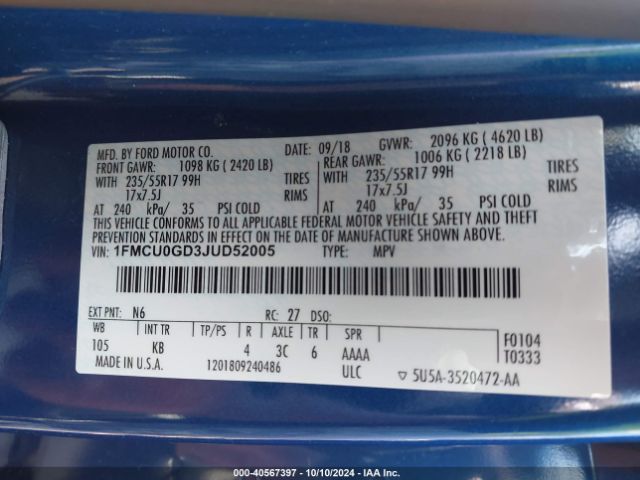 MFD. BY FORD MOTOR CO. DATE: 09/18 GVWR: 2096 KG ( 4620 LB)
FRONT GAWR: 1098 KG ( 2420 LB) REAR GAWR: 1006 KG ( 2218 LB)
WITH 235/55R17 99H TIRES WITH 235/55R17 99H TIRES
17x7.5J RIMS 17x7.5J RIMS
AT 240 kPa/ 35 PSI COLD AT 240 kPa/ 35 PSI COLD
THIS VEHICLE CONFORMS TO ALL APPLICABLE FEDERAL MOTOR VEHICLE SAFETY AND THEFT
PREVENTION STANDARDS IN EFFECT ON THE DATE OF MANUFACTURE SHOWN ABOVE.
VIN: 1FMCU0GD3JUD52005 TYPE: MPV
EXT PNT: N6 RC: 27 DSO:
WB INT TR TP/PS R AXLE TR SPR F0104
105 KB 4 3C 6 AAAA T0333
MADE IN U.S.A. 1201809240486 ULC ▽ 5U5A-3520472-AA
000-40567397 - 10/10/2024 - IAA Inc.